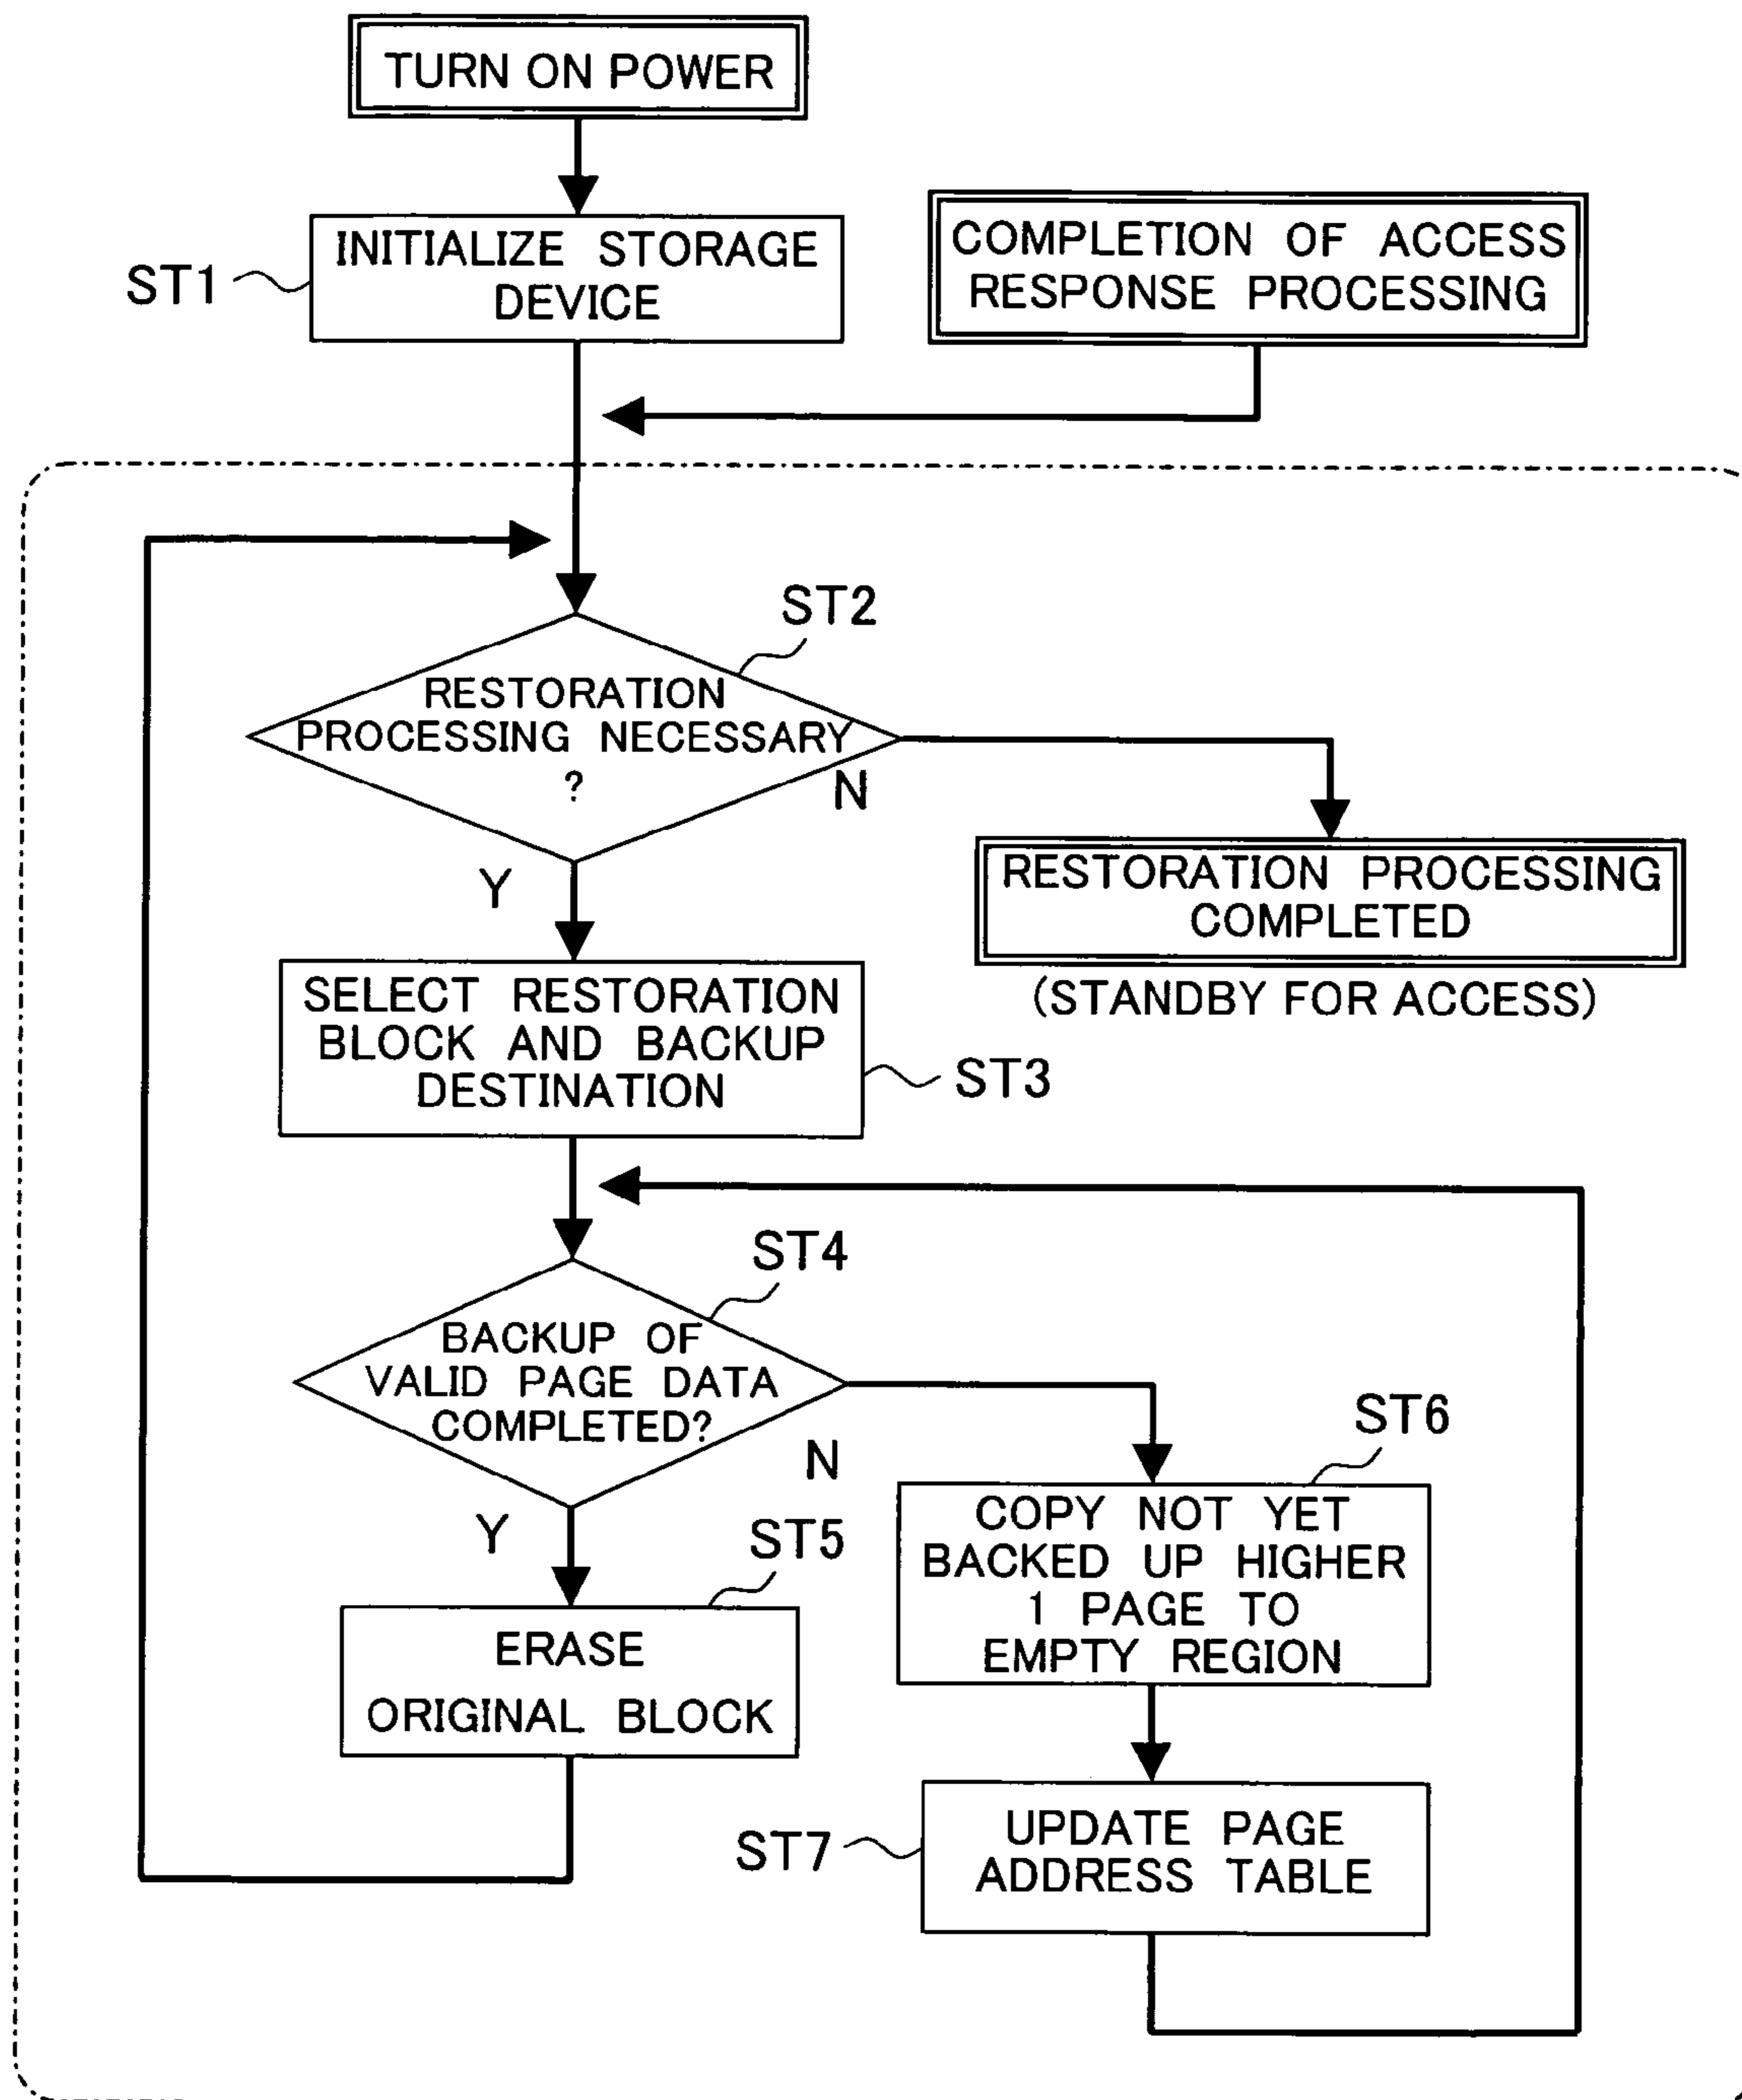 TURN ON POWER
ST1
INITIALIZE STORAGE
DEVICE
COMPLETION OF ACCESS
RESPONSE PROCESSING
ST2
RESTORATION
PROCESSING NECESSARY
?
N
Y
RESTORATION PROCESSING
COMPLETED
(STANDBY FOR ACCESS)
SELECT RESTORATION
BLOCK AND BACKUP
DESTINATION
ST3
ST4
BACKUP OF
VALID PAGE DATA
COMPLETED?
N
Y
ST5
ERASE
ORIGINAL BLOCK
ST6
COPY NOT YET
BACKED UP HIGHER
1 PAGE TO
EMPTY REGION
ST7
UPDATE PAGE
ADDRESS TABLE